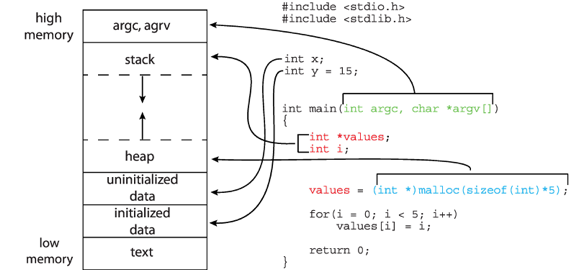 high
memory
argc, agrv
stack
heap
uninitialized
data
initialized
data
low
memory
text
#include <stdio.h>
#include <stdlib.h>
int x;
int y = 15;
int main(int argc, char *argv[])
{
int *values;
int i;
values = (int *)malloc(sizeof(int)*5);
for(i = 0; i < 5; i++)
values[i] = i;
return 0;
}